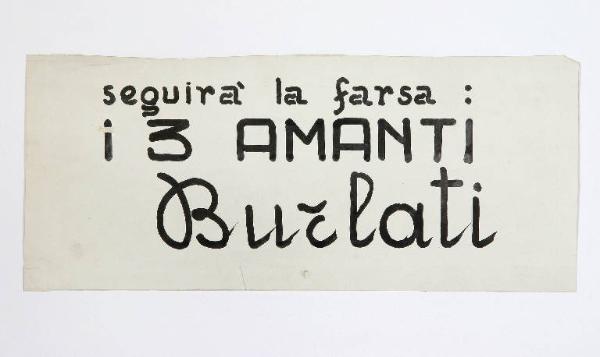 seguirà la farsa :
i 3 AMANTI
Burlati